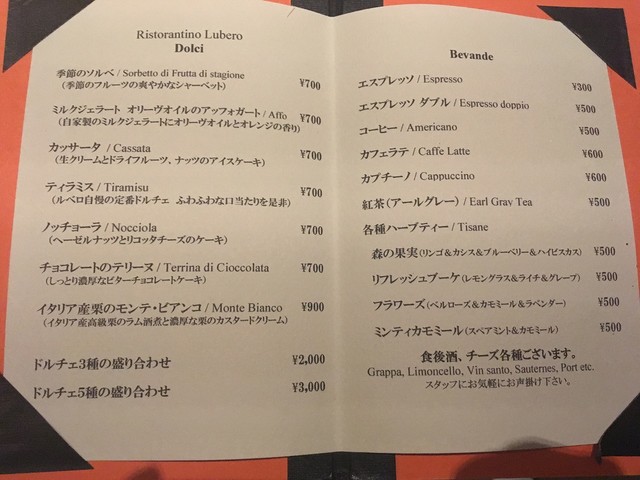 Ristorantino Lubero
Dolci
季節のソルベ / Sorbetto di Frutta di stagione ¥700
（季節のフルーツの爽やかなシャーベット）
ミルクジェラート オリーヴオイルのアッフォガート / Affo ¥700
（自家製のミルクジェラートにオリーヴオイルとオレンジの香り）
カッサータ / Cassata ¥700
（生クリームとドライフルーツ、ナッツのアイスケーキ）
ティラミス / Tiramisu ¥700
（ルベロ自慢の定番ドルチェ ふわふわな口当たりを是非）
ノッチョーラ / Nocciola ¥700
（ヘーゼルナッツとリコッタチーズのケーキ）
チョコレートのテリーヌ / Terrina di Cioccolata ¥700
（しっとり濃厚なビターチョコレートケーキ）
イタリア産栗のモンテ・ビアンコ / Monte Bianco ¥900
（イタリア産高級栗のラム酒煮と濃厚な栗のカスタードクリーム）
ドルチェ3種の盛り合わせ ¥2,000
ドルチェ5種の盛り合わせ ¥3,000
Bevande
エスプレッソ / Espresso ¥300
エスプレッソ ダブル / Espresso doppio ¥500
コーヒー / Americano ¥500
カフェラテ / Caffe Latte ¥600
カプチーノ / Cappuccino ¥600
紅茶（アールグレー） / Earl Gray Tea ¥500
各種ハーブティー / Tisane
森の果実（リンゴ＆カシス＆ブルーベリー＆ハイビスカス） ¥500
リフレッシュブーケ（レモングラス＆ライチ＆グレープ） ¥500
フラワーズ（ベルローズ＆カモミール＆ラベンダー） ¥500
ミンティカモミール（スペアミント＆カモミール） ¥500
食後酒、チーズ各種ございます。
Grappa, Limoncello, Vin santo, Sauternes, Port etc.
スタッフにお気軽にお声掛け下さい。